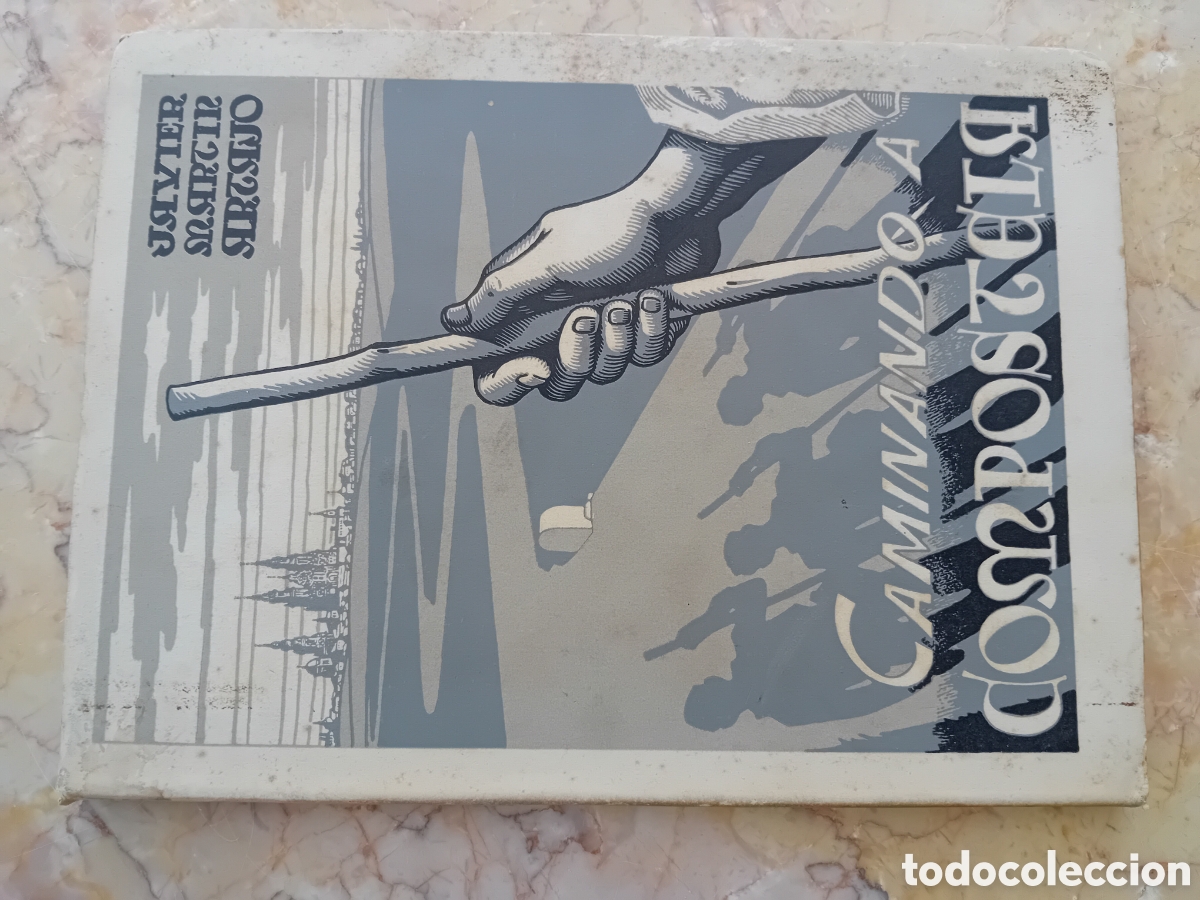 JAVIER
MARTIN
ARTAJO
CAMINANDO A
COMPOSTELA
todocoleccion